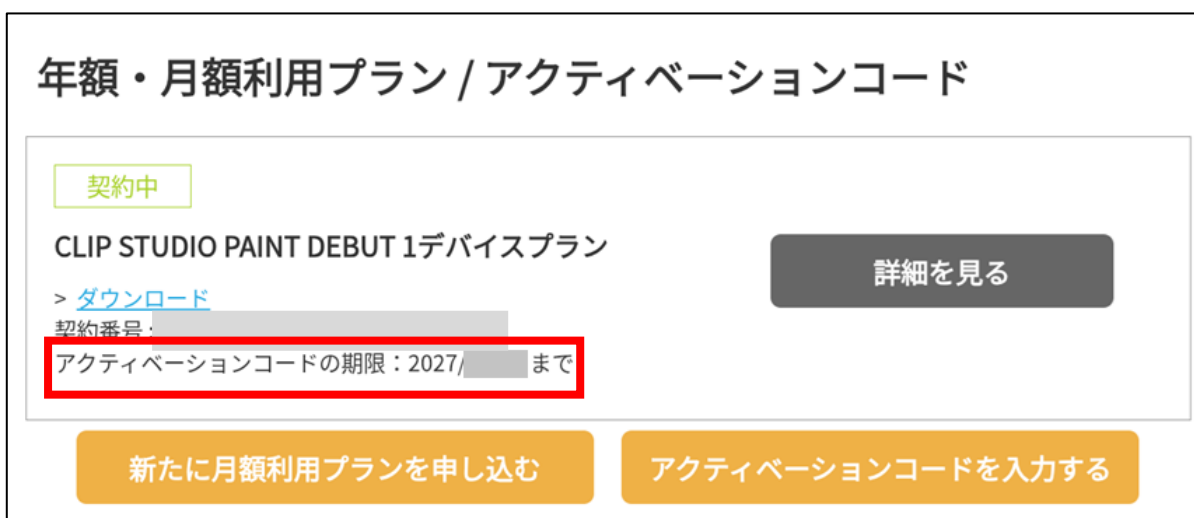 年額・月額利用プラン / アクティベーションコード
契約中
CLIP STUDIO PAINT DEBUT 1デバイスプラン
詳細を見る
> ダウンロード
契約番号 :
アクティベーションコードの期限：2027/ まで
新たに月額利用プランを申し込む
アクティベーションコードを入力する